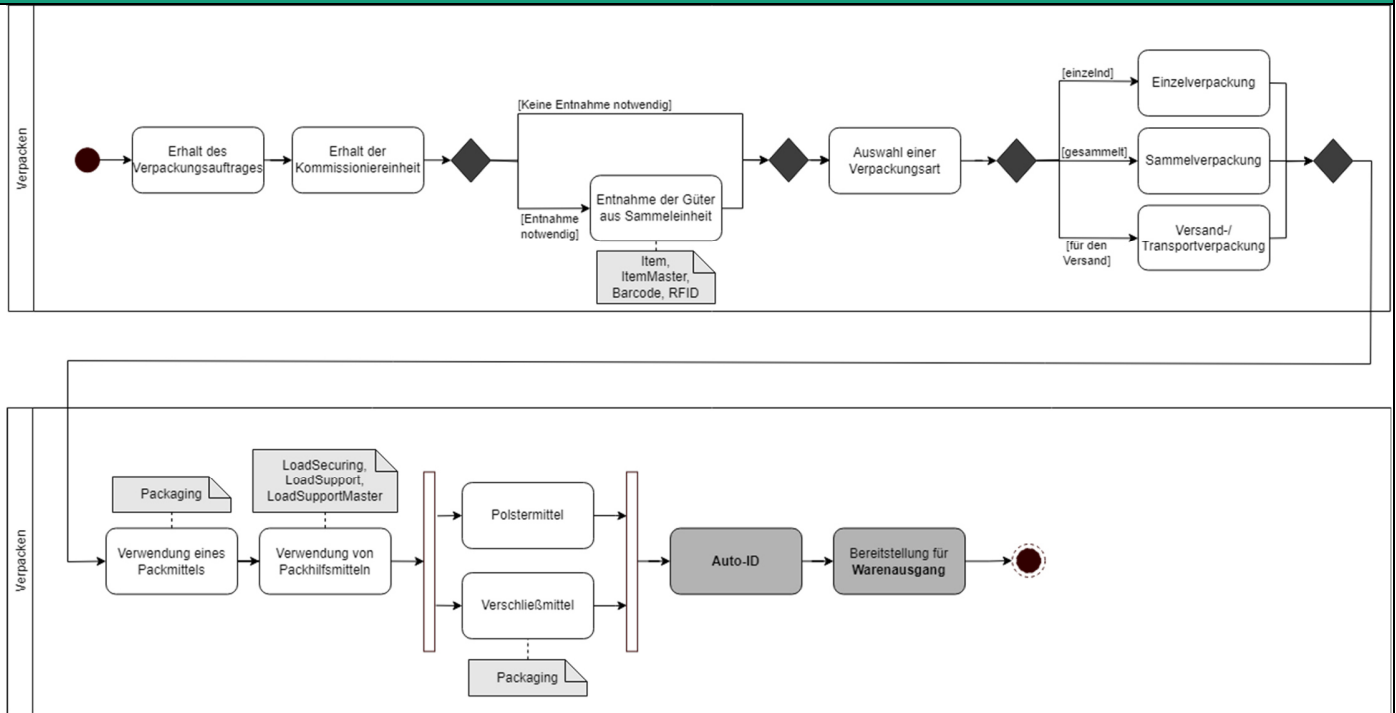 Verpacken
Erhalt des
Verpackungsauftrages
Erhalt der
Kommissioniereinheit
[Keine Entnahme notwendig]
[Entnahme
notwendig]
Entnahme der Güter
aus Sammeleinheit
Item,
ItemMaster,
Barcode, RFID
Auswahl einer
Verpackungsart
[einzelnd]
Einzelverpackung
[gesammelt]
Sammelverpackung
[für den
Versand]
Versand-/
Transportverpackung
Verpacken
Packaging
Verwendung eines
Packmittels
LoadSecuring,
LoadSupport,
LoadSupportMaster
Verwendung von
Packhilfsmitteln
Polstermittel
Verschließmittel
Packaging
Auto-ID
Bereitstellung für
Warenausgang